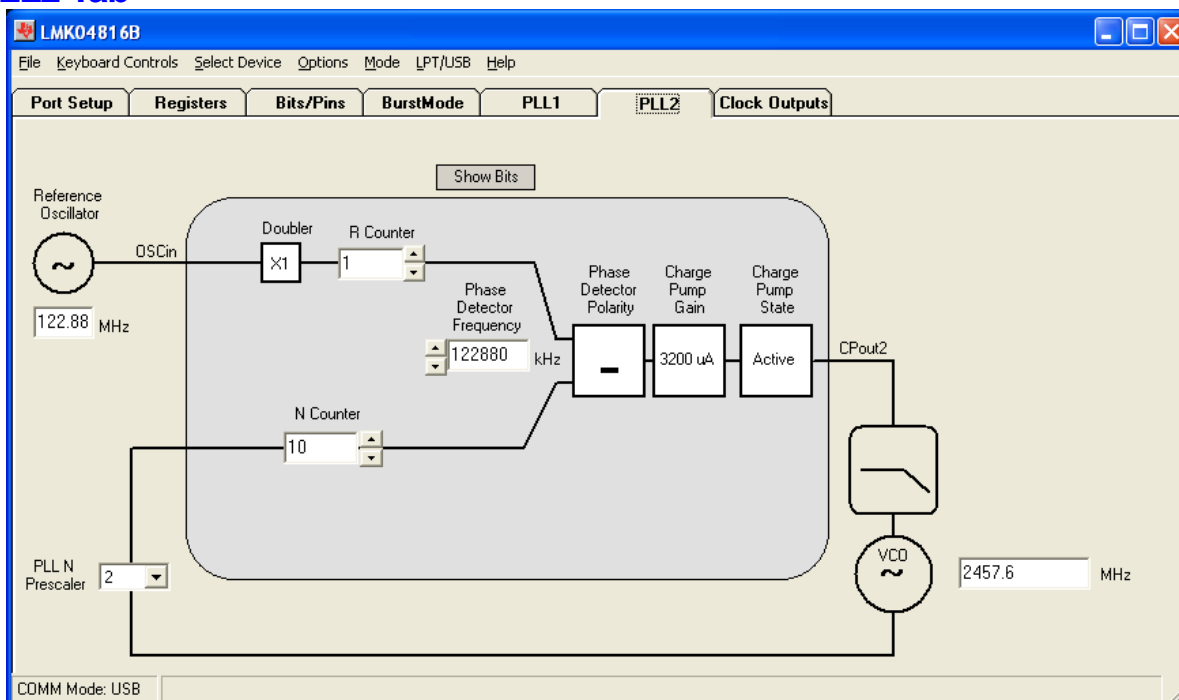 LMK04816B
File Keyboard Controls Select Device Options Mode LPT/USB Help
Port Setup Registers Bits/Pins BurstMode PLL1 PLL2 Clock Outputs
Show Bits
Reference
Oscillator
OSCin
122.88 MHz
Doubler
X1
R Counter
1
Phase
Detector
Frequency
122880 kHz
Phase
Detector
Polarity
-
Charge
Pump
Gain
3200 uA
Charge
Pump
State
Active
CPout2
N Counter
10
PLL N
Prescaler
2
VCO
2457.6 MHz
COMM Mode: USB